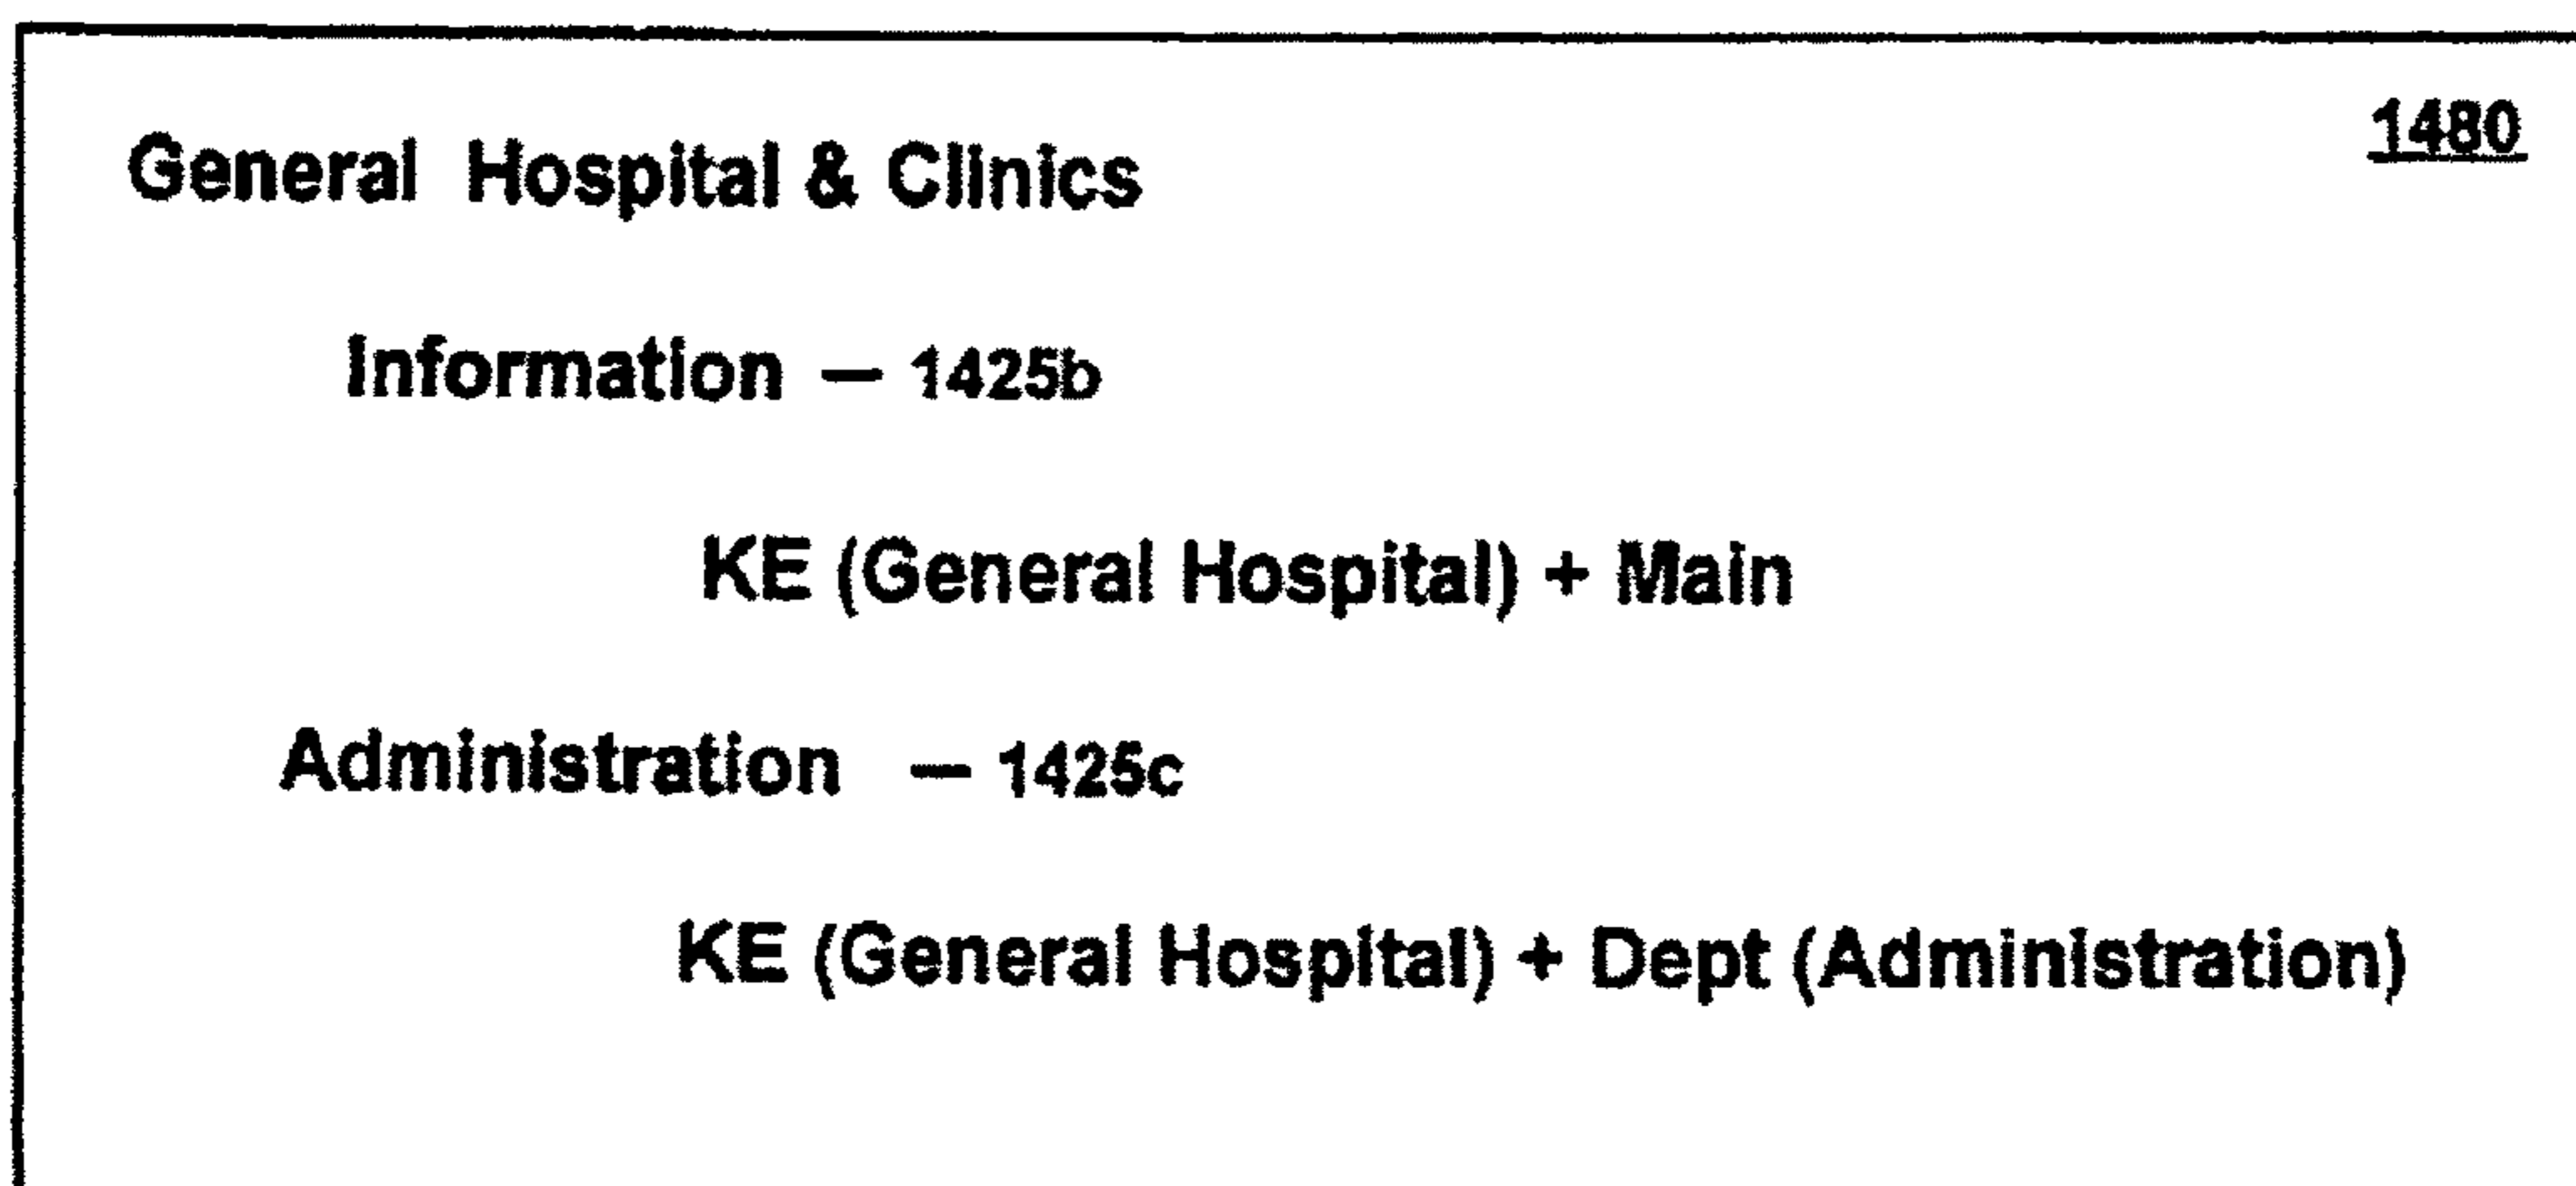 1480
General Hospital & Clinics
Information — 1425b
KE (General Hospital) + Main
Administration — 1425c
KE (General Hospital) + Dept (Administration)